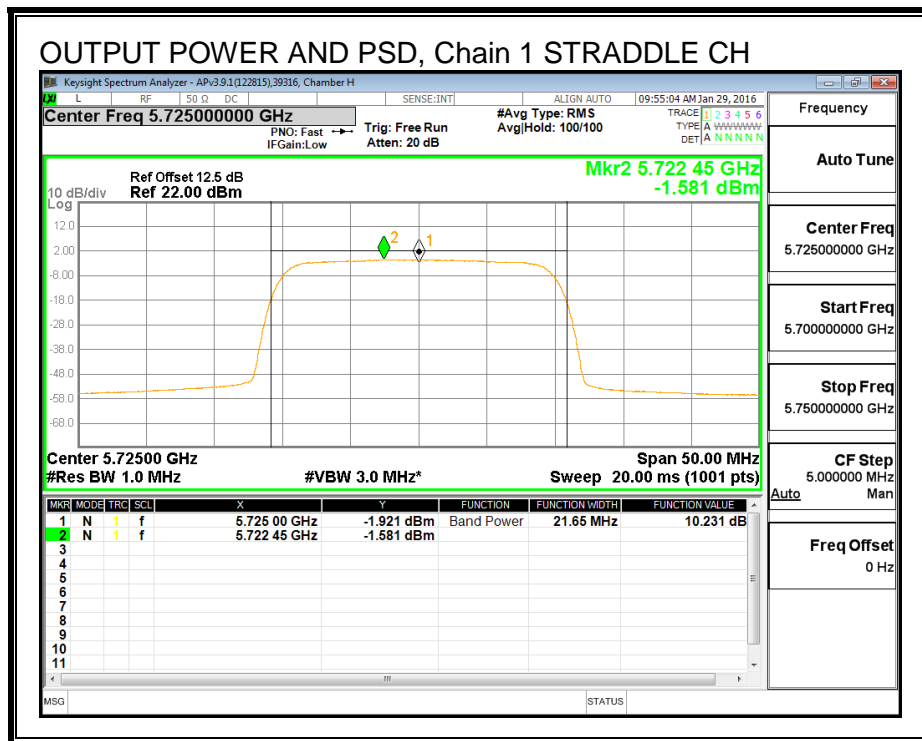 OUTPUT POWER AND PSD, Chain 1 STRADDLE CH
Keysight Spectrum Analyzer - APv3.9.1(122815),39316, Chamber H
LXI L RF 50 Ω DC SENSE:INT ALIGN AUTO 09:55:04 AM Jan 29, 2016
Center Freq 5.725000000 GHz
PNO: Fast
IFGain:Low
Trig: Free Run
Atten: 20 dB
#Avg Type: RMS
Avg|Hold: 100/100
TRACE 1 2 3 4 5 6
TYPE A WWWWW
DET A N N N N N
Mkr2 5.722 45 GHz
-1.581 dBm
Ref Offset 12.5 dB
10 dB/div Ref 22.00 dBm
Log
12.0
2.00
-8.00
-18.0
-28.0
-38.0
-48.0
-58.0
-68.0
2
1
Center 5.72500 GHz Span 50.00 MHz
#Res BW 1.0 MHz #VBW 3.0 MHz* Sweep 20.00 ms (1001 pts)
MKR MODE TRC SCL X Y FUNCTION FUNCTION WIDTH FUNCTION VALUE
1 N 1 f 5.725 00 GHz -1.921 dBm Band Power 21.65 MHz 10.231 dB
2 N 1 f 5.722 45 GHz -1.581 dBm
3
4
5
6
7
8
9
10
11
MSG STATUS
Frequency
Auto Tune
Center Freq
5.725000000 GHz
Start Freq
5.700000000 GHz
Stop Freq
5.750000000 GHz
CF Step
5.000000 MHz
Auto Man
Freq Offset
0 Hz